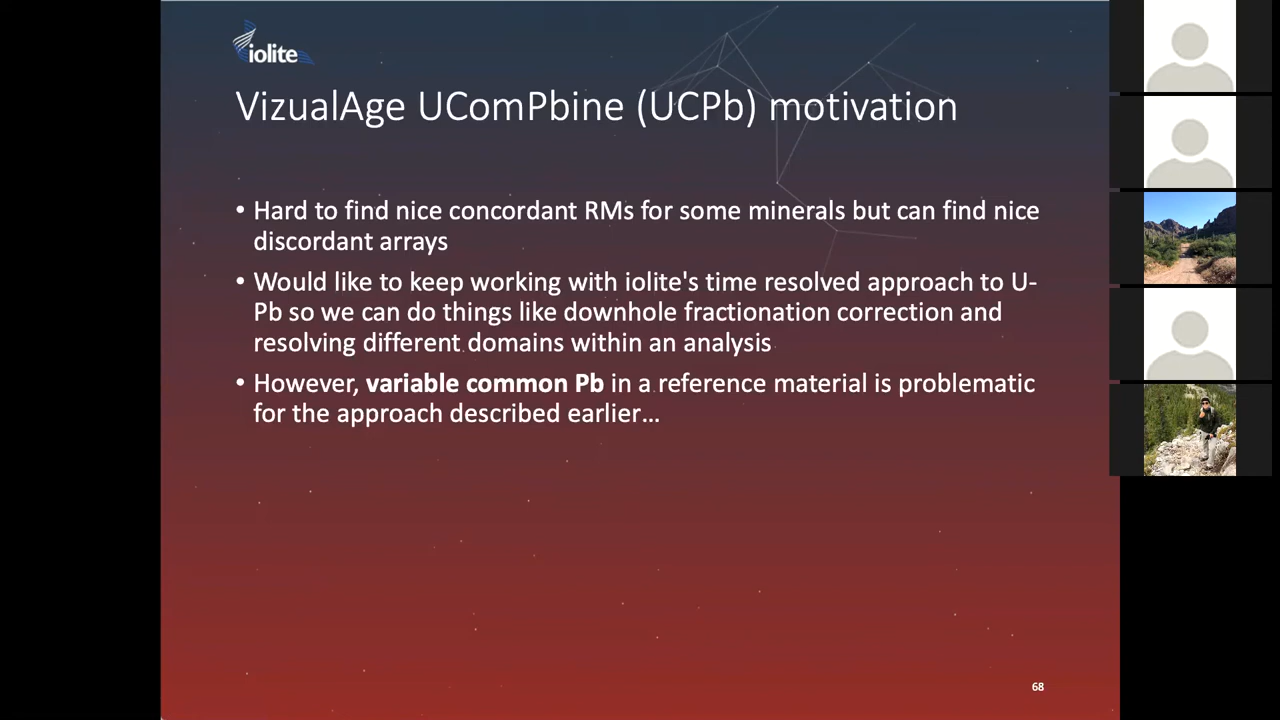 iolite
VizualAge UComPbine (UCPb) motivation
• Hard to find nice concordant RMs for some minerals but can find nice
discordant arrays
• Would like to keep working with iolite's time resolved approach to U-
Pb so we can do things like downhole fractionation correction and
resolving different domains within an analysis
• However, variable common Pb in a reference material is problematic
for the approach described earlier…
68